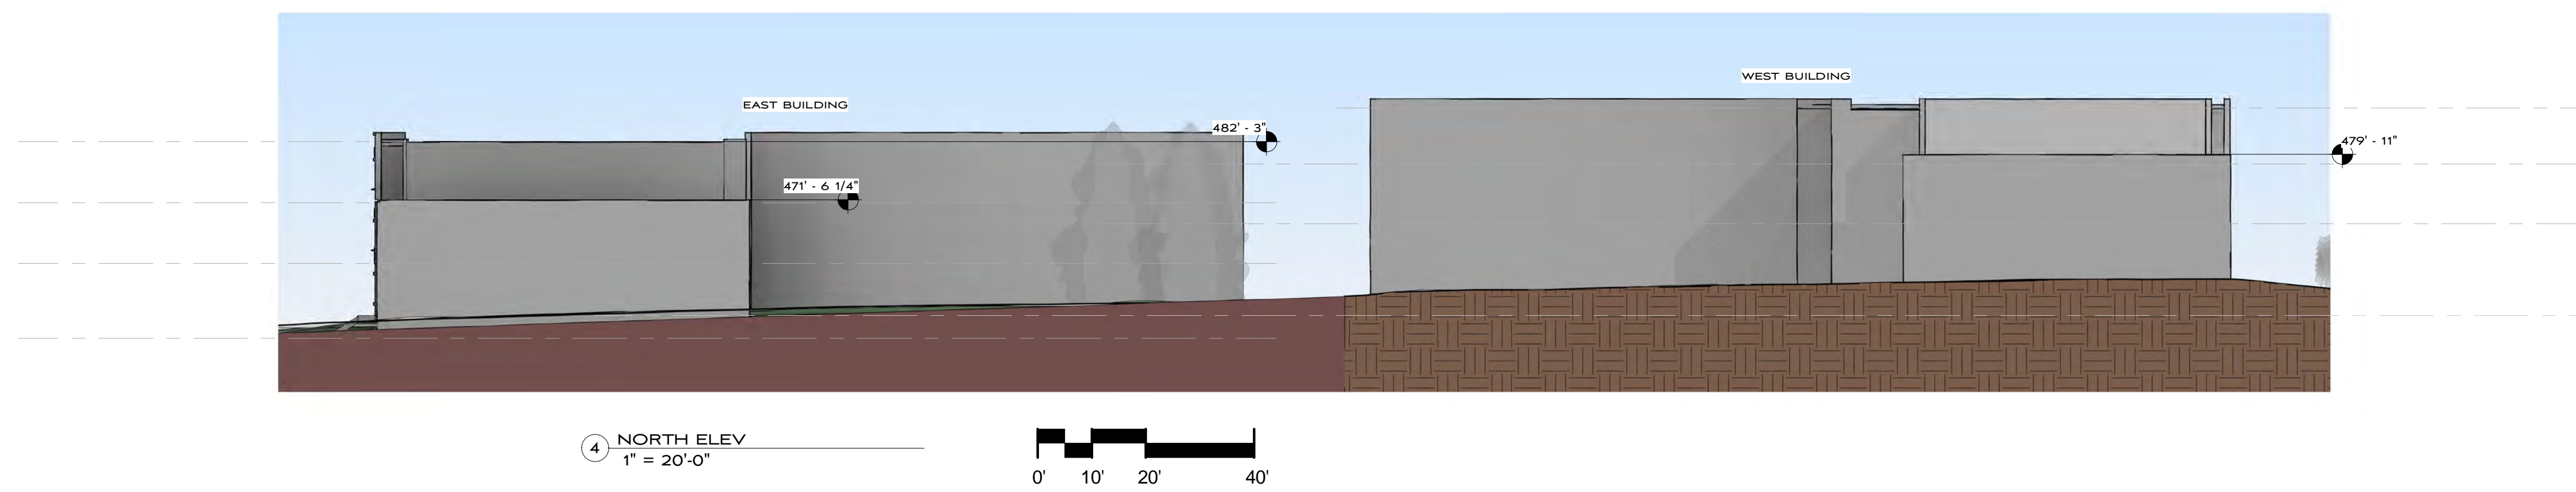 WEST BUILDING
EAST BUILDING
482' - 3"
479' - 11"
471' - 6 1/4"
4
NORTH ELEV
1" = 20'-0"
0' 10' 20' 40'